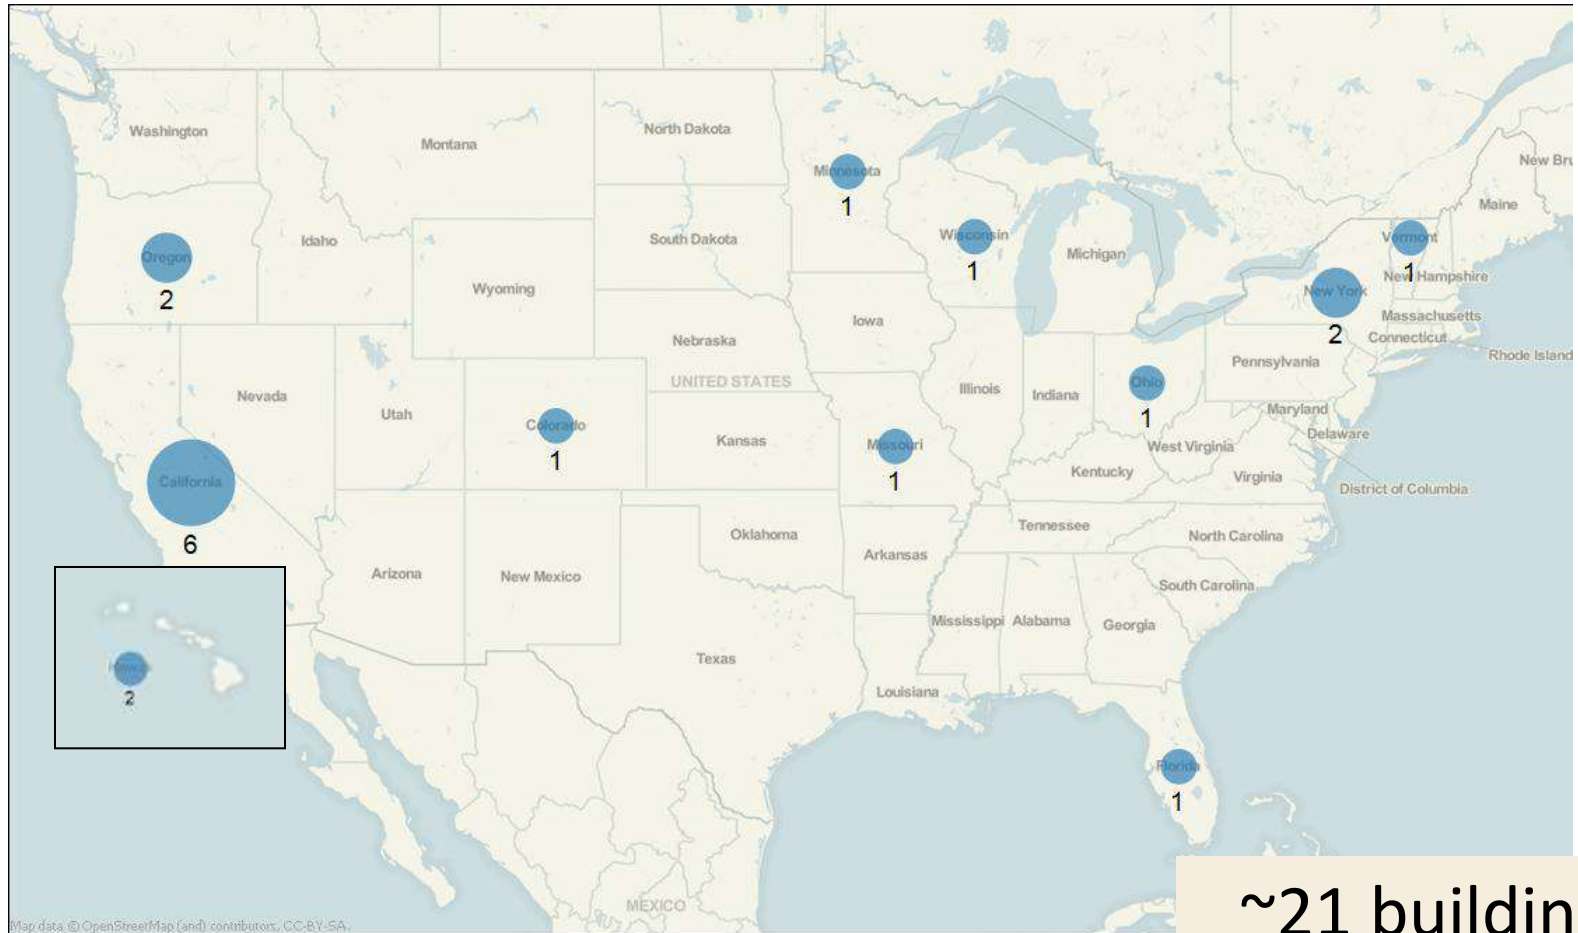 Washington
Montana
North Dakota
Minnesota
1
New Bru
Maine
Oregon
2
Idaho
South Dakota
Wisconsin
1
Michigan
Vermont
1
New Hampshire
Wyoming
New York
2
Massachusetts
Connecticut
Rhode Island
Iowa
Nebraska
UNITED STATES
Pennsylvania
Nevada
Utah
Colorado
1
Illinois
Indiana
Ohio
1
Maryland
Delaware
Kansas
Missouri
1
West Virginia
Kentucky
Virginia
District of Columbia
California
6
Oklahoma
Arkansas
Tennessee
North Carolina
Arizona
New Mexico
South Carolina
Mississippi
Alabama
Georgia
Texas
Louisiana
2
Florida
1
MEXICO
~21 buildin
Map data © OpenStreetMap (and) contributors, CC-BY-SA